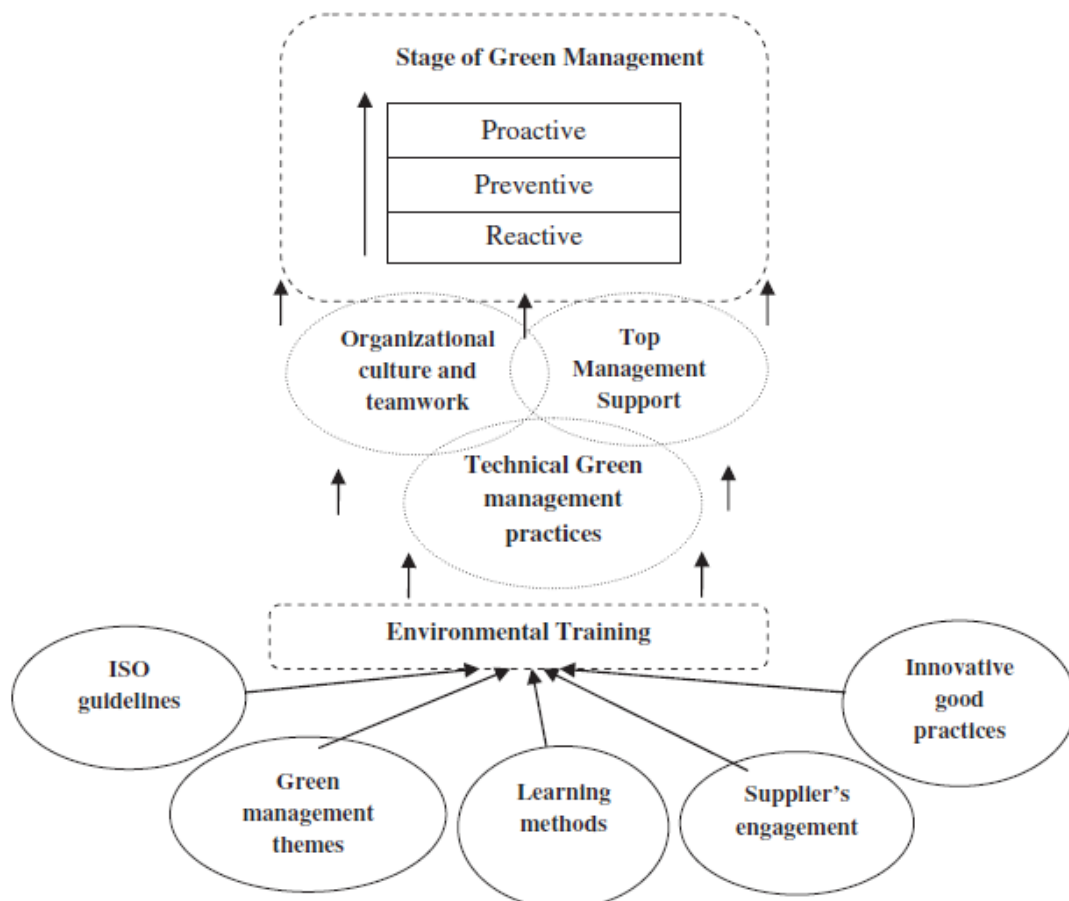 Stage of Green Management
Proactive
Preventive
Reactive
Organizational
culture and
teamwork
Top
Management
Support
Technical Green
management
practices
Environmental Training
ISO
guidelines
Innovative
good
practices
Green
management
themes
Learning
methods
Supplier's
engagement